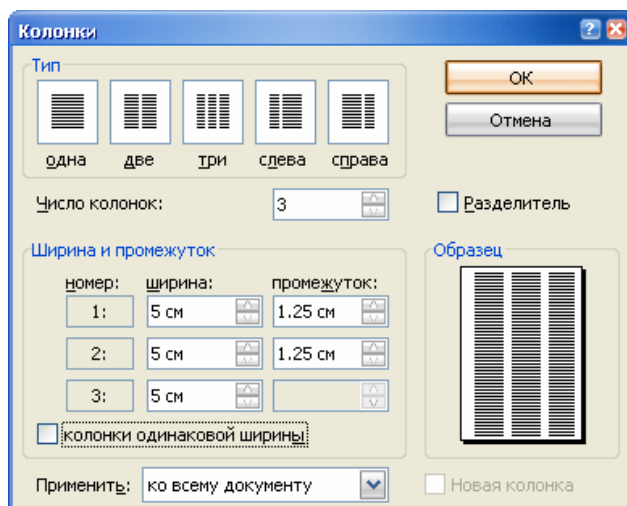 Колонки
Тип
ОК
Отмена
одна две три слева справа
Число колонок: 3
Разделитель
Ширина и промежуток
Образец
номер: ширина: промежуток:
1: 5 см 1.25 см
2: 5 см 1.25 см
3: 5 см
колонки одинаковой ширины
Применить: ко всему документу
Новая колонка